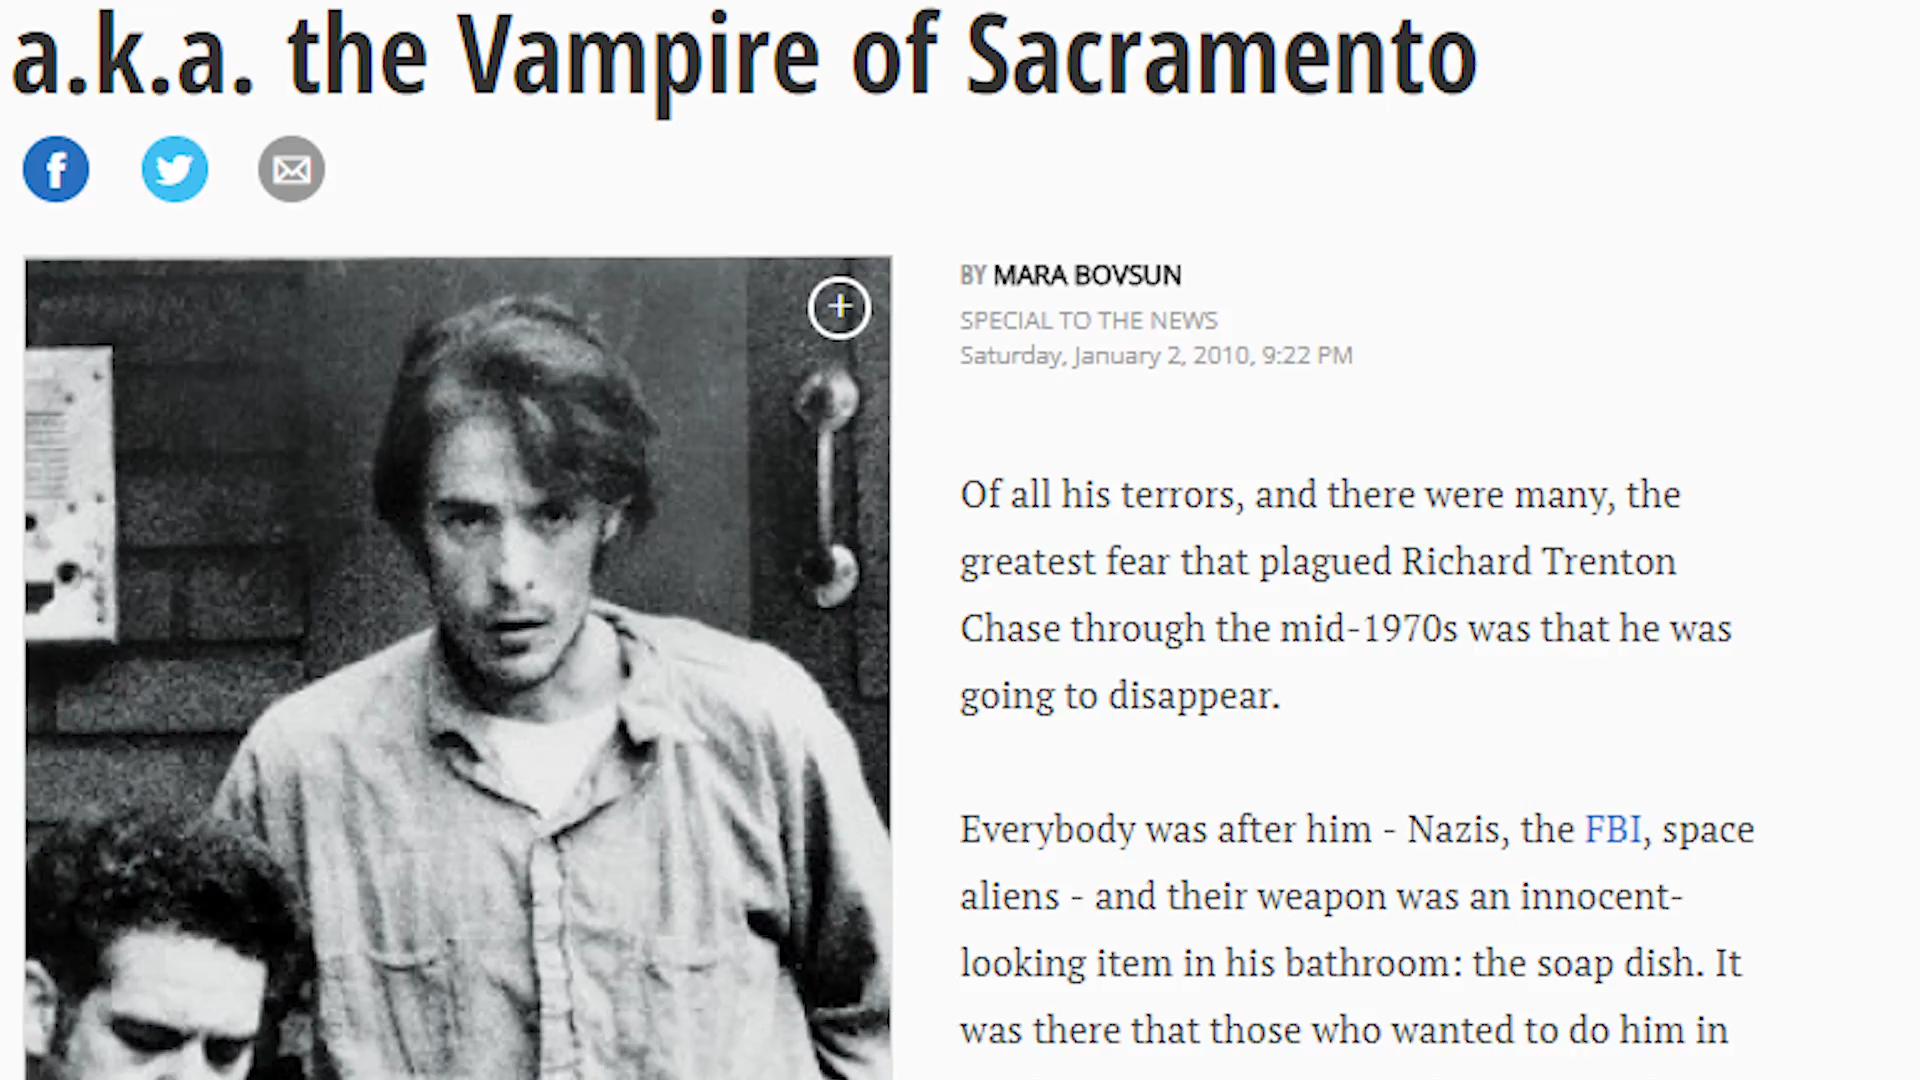 a.k.a. the Vampire of Sacramento
BY MARA BOVSUN
SPECIAL TO THE NEWS
Saturday, January 2, 2010, 9:22 PM
Of all his terrors, and there were many, the
greatest fear that plagued Richard Trenton
Chase through the mid-1970s was that he was
going to disappear.
Everybody was after him - Nazis, the FBI, space
aliens - and their weapon was an innocent-
looking item in his bathroom: the soap dish. It
was there that those who wanted to do him in